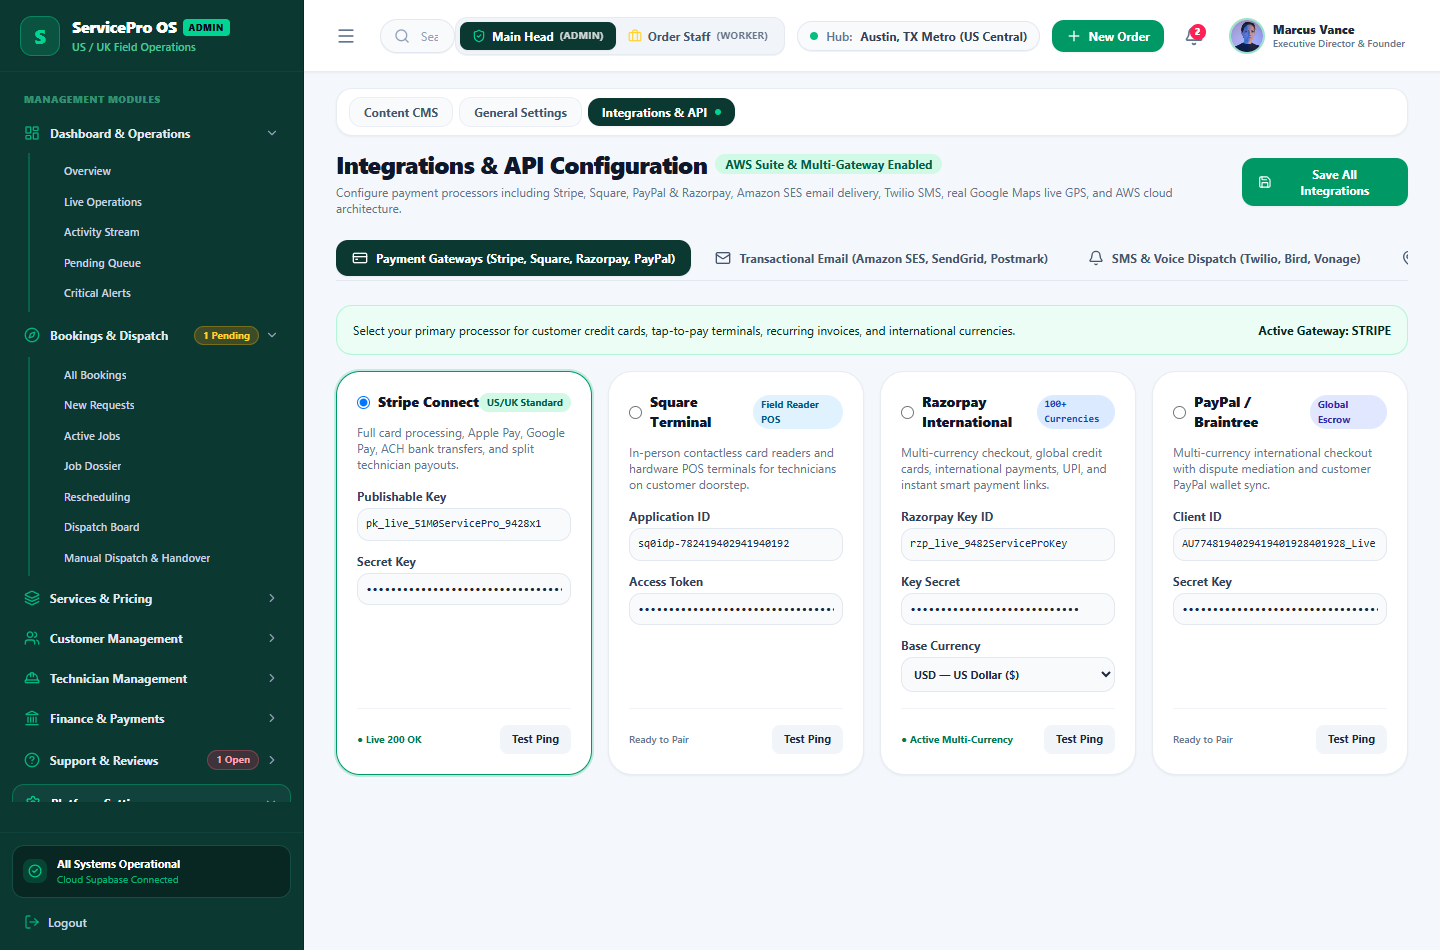 S
ServicePro OS ADMIN
US / UK Field Operations
MANAGEMENT MODULES
Dashboard & Operations
Overview
Live Operations
Activity Stream
Pending Queue
Critical Alerts
Bookings & Dispatch 1 Pending
All Bookings
New Requests
Active Jobs
Job Dossier
Rescheduling
Dispatch Board
Manual Dispatch & Handover
Services & Pricing
Customer Management
Technician Management
Finance & Payments
Support & Reviews 1 Open
All Systems Operational
Cloud Supabase Connected
Logout
Sea
Main Head (ADMIN)
Order Staff (WORKER)
Hub: Austin, TX Metro (US Central)
New Order
2
Marcus Vance
Executive Director & Founder
Content CMS
General Settings
Integrations & API
Integrations & API Configuration
AWS Suite & Multi-Gateway Enabled
Configure payment processors including Stripe, Square, PayPal & Razorpay, Amazon SES email delivery, Twilio SMS, real Google Maps live GPS, and AWS cloud
architecture.
Save All
Integrations
Payment Gateways (Stripe, Square, Razorpay, PayPal)
Transactional Email (Amazon SES, SendGrid, Postmark)
SMS & Voice Dispatch (Twilio, Bird, Vonage)
Select your primary processor for customer credit cards, tap-to-pay terminals, recurring invoices, and international currencies.
Active Gateway: STRIPE
Stripe Connect US/UK Standard
Full card processing, Apple Pay, Google
Pay, ACH bank transfers, and split
technician payouts.
Publishable Key
pk_live_51M0ServicePro_9428x1
Secret Key
• Live 200 OK
Test Ping
Square
Terminal
Field Reader
POS
In-person contactless card readers and
hardware POS terminals for technicians
on customer doorstep.
Application ID
sq0idp-782419402941940192
Access Token
Ready to Pair
Test Ping
Razorpay
International
100+
Currencies
Multi-currency checkout, global credit
cards, international payments, UPI, and
instant smart payment links.
Razorpay Key ID
rzp_live_9482ServiceProKey
Key Secret
Base Currency
USD — US Dollar ($)
• Active Multi-Currency
Test Ping
PayPal /
Braintree
Global
Escrow
Multi-currency international checkout
with dispute mediation and customer
PayPal wallet sync.
Client ID
AU7748194029419401928401928_Live
Secret Key
Ready to Pair
Test Ping